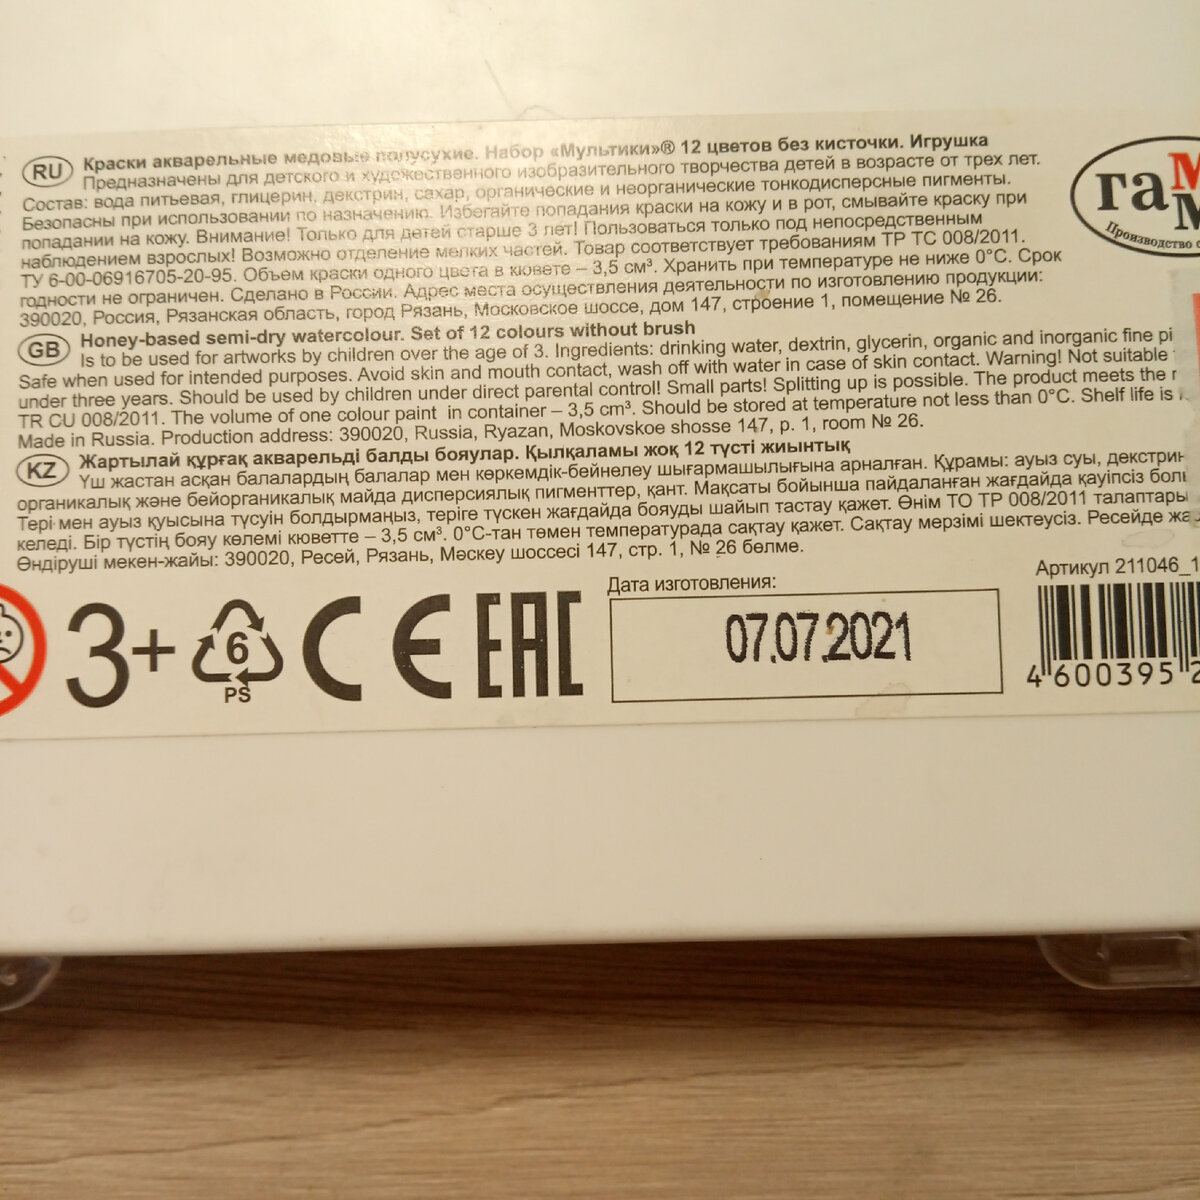 RU Краски акварельные медовые полусухие. Набор «Мультики»® 12 цветов без кисточки. Игрушка
Предназначены для детского и художественного изобразительного творчества детей в возрасте от трех лет.
Состав: вода питьевая, глицерин, декстрин, сахар, органические и неорганические тонкодисперсные пигменты.
Безопасны при использовании по назначению. Избегайте попадания краски на кожу и в рот, смывайте краску при
попадании на кожу. Внимание! Только для детей старше 3 лет! Пользоваться только под непосредственным
наблюдением взрослых! Возможно отделение мелких частей. Товар соответствует требованиям ТР ТС 008/2011.
ТУ 6-00-06916705-20-95. Объем краски одного цвета в кювете – 3,5 см³. Хранить при температуре не ниже 0°С. Срок
годности не ограничен. Сделано в России. Адрес места осуществления деятельности по изготовлению продукции:
390020, Россия, Рязанская область, город Рязань, Московское шоссе, дом 147, строение 1, помещение № 26.
гамма
Производство
GB Honey-based semi-dry watercolour. Set of 12 colours without brush
Is to be used for artworks by children over the age of 3. Ingredients: drinking water, dextrin, glycerin, organic and inorganic fine pi
Safe when used for intended purposes. Avoid skin and mouth contact, wash off with water in case of skin contact. Warning! Not suitable
under three years. Should be used by children under direct parental control! Small parts! Splitting up is possible. The product meets the
TR CU 008/2011. The volume of one colour paint in container – 3,5 cm³. Should be stored at temperature not less than 0°C. Shelf life is
Made in Russia. Production address: 390020, Russia, Ryazan, Moskovskoe shosse 147, p. 1, room № 26.
KZ Жартылай құрғақ акварельді балды бояулар. Қылқаламы жоқ 12 түсті жиынтық
Үш жастан асқан балалардың балалар мен көркемдік-бейнелеу шығармашылығына арналған. Құрамы: ауыз суы, декстрин
органикалық және бейорганикалық майда дисперсиялық пигменттер, қант. Мақсаты бойынша пайдаланған жағдайда қауіпсіз бол
Тері мен ауыз қуысына түсуін болдырмаңыз, теріге түскен жағдайда бояуды шайып тастау қажет. Өнім ТО ТР 008/2011 талаптары
келеді. Бір түстің бояу көлемі кюветте – 3,5 см³. 0°С-тан төмен температурада сақтау қажет. Сақтау мерзімі шектеусіз. Ресейде
Өндіруші мекен-жайы: 390020, Ресей, Рязань, Мәскеу шоссесі 147, стр. 1, № 26 бөлме.
3+
6
PS
CE
EAC
Дата изготовления:
07.07.2021
Артикул 211046_1
4 600395 2